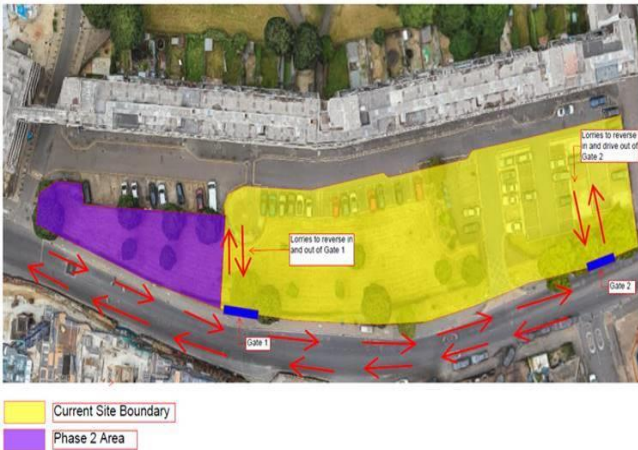 Lorries to reverse
in and drive out of
Gate 2
Lorries to reverse in
and out of Gate 1
Gate 2
Gate 1
Current Site Boundary
Phase 2 Area